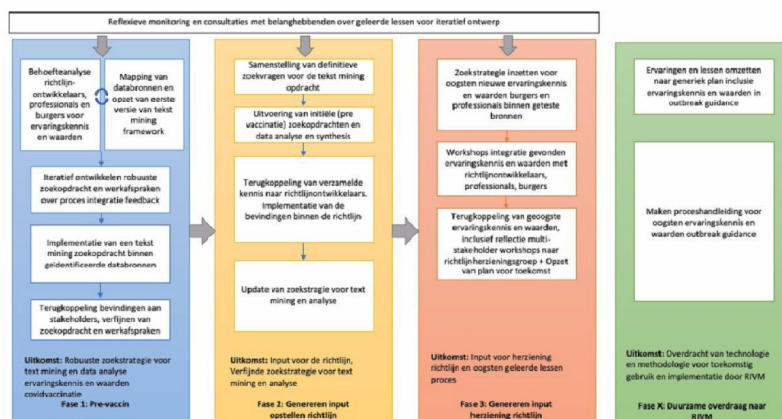 Reflexieve monitoring en consultaties met belanghebbenden over geleerde lessen voor iteratief ontwerp
Behoefteanalyse
richtlijn-
ontwikkelaars,
professionals en
burgers voor
ervaringskennis
en waarden
Mapping van
databronnen en
opzet van eerste
versie van tekst
mining
framework
Iteratief ontwikkelen robuuste
zoekopdracht en werkafspraken
over proces integratie feedback
Implementatie van een tekst
mining zoekopdracht binnen
geïdentificeerde databronnen
Terugkoppeling bevindingen aan
stakeholders, verfijnen van
zoekopdracht en werkafspraken
Uitkomst: Robuuste zoekstrategie voor
text mining en data analyse
ervaringskennis en waarden
covidvaccinatie
Fase 1: Pre-vaccin
Samenstelling van definitieve
zoekvragen voor de tekst mining
opdracht
Uitvoering van initiële (pre
vaccinatie) zoekopdrachten en
data analyse en synthesis
Terugkoppeling van verzamelde
kennis naar richtlijnontwikkelaars.
Implementatie van de
bevindingen binnen de richtlijn
Update van zoekstragie voor text
mining en analyse
Uitkomst: Input voor de richtlijn,
Verfijnde zoekstrategie voor text
mining en analyse
Fase 2: Genereren input
opstellen richtlijn
Zoekstrategie inzetten voor
oogsten nieuwe ervaringskennis
en waarden burgers en
professionals binnen geteste
bronnen
Workshops integratie gevonden
ervaringskennis en waarden met
richtlijnontwikkelaars,
professionals, burgers
Terugkoppeling van geoogste
ervaringskennis en waarden,
inclusief reflectie multi-
stakeholder workshops naar
richtlijnherzieningsgroep + Opzet
van plan voor toekomst
Uitkomst: Input voor herziening
richtlijn en oogsten geleerde lessen
proces
Fase 3: Genereren input
herziening richtlijn
Ervaringen en lessen omzetten
naar generiek plan inclusie
ervaringskennis en waarden in
outbreak guidance
Maken proceshandleiding voor
oogsten ervaringskennis en
waarden outbreak guidance
Uitkomst: Overdracht van technologie
en methodologie voor toekomstig
gebruik en implementatie door RIVM
Fase X: Duurzame overdraag naar
RIVM